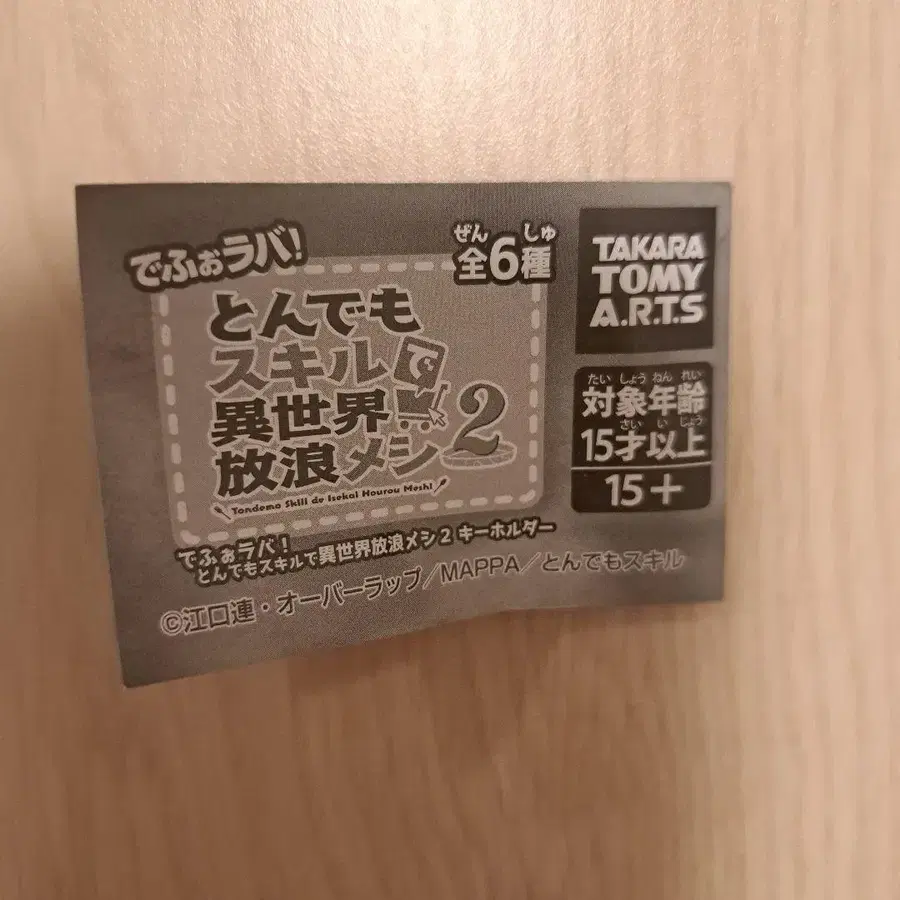 でふぉラバ!
ぜん しゅ
全6種
とんでも
スキルで
異世界
放浪メシ2
Tondemo Skill de Isekai Hourou Meshi
でふぉラバ!
とんでもスキルで異世界放浪メシ2 キーホルダー
©江口連・オーバーラップ/MAPPA/とんでもスキル
TAKARA
TOMY
A.R.T.S
たい しょう ねん れい
対象年齢
さい い じょう
15才以上
15+